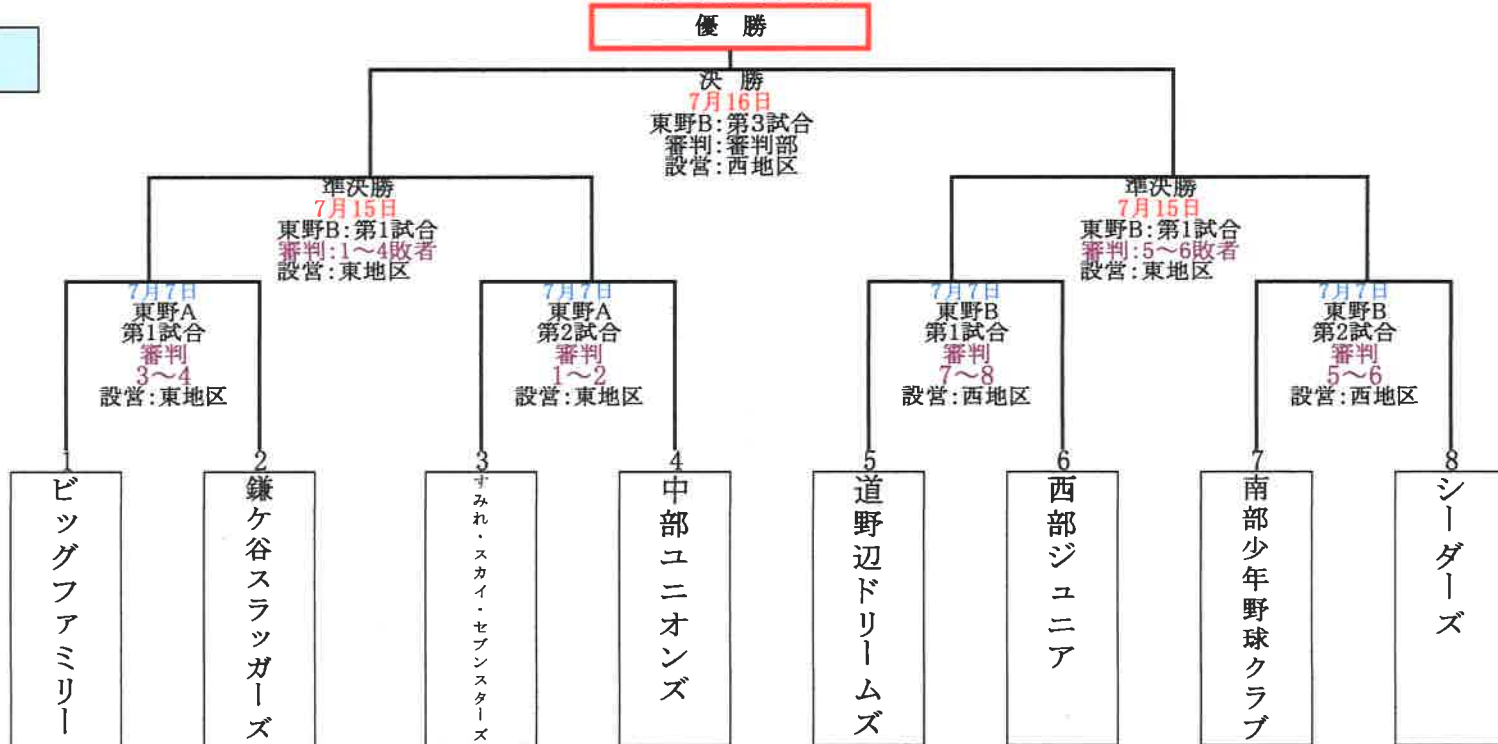 優勝
決勝
7月16日
東野B:第3試合
審判:審判部
設営:西地区
準決勝
7月15日
東野B:第1試合
審判:1～4敗者
設営:東地区
準決勝
7月15日
東野B:第1試合
審判:5～6敗者
設営:東地区
7月7日
東野A
第1試合
審判
3～4
設営:東地区
7月7日
東野A
第2試合
審判
1～2
設営:東地区
7月7日
東野B
第1試合
審判
7～8
設営:西地区
7月7日
東野B
第2試合
審判
5～6
設営:西地区
1
ビッグファミリー
2
鎌ケ谷スラッガーズ
3
すみれ・スカイ・セブンスターズ
4
中部ユニオンズ
5
道野辺ドリームズ
6
西部ジュニア
7
南部少年野球クラブ
8
シーダーズ